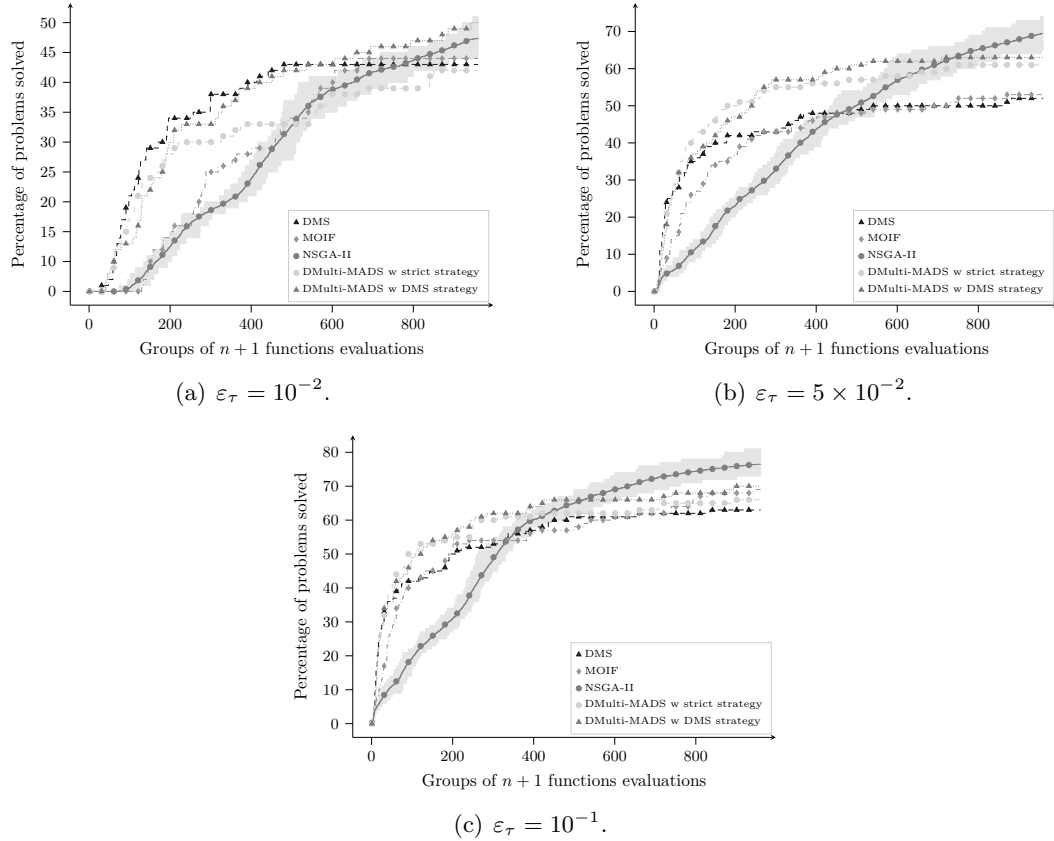 50
45
40
35
30
25
20
15
10
5
0
Percentage of problems solved
0 200 400 600 800
Groups of n + 1 functions evaluations
DMS
MOIF
NSGA-II
DMulti-MADS w strict strategy
DMulti-MADS w DMS strategy
(a) ε_τ = 10^{-2}.
70
60
50
40
30
20
10
0
Percentage of problems solved
0 200 400 600 800
Groups of n + 1 functions evaluations
DMS
MOIF
NSGA-II
DMulti-MADS w strict strategy
DMulti-MADS w DMS strategy
(b) ε_τ = 5 × 10^{-2}.
80
70
60
50
40
30
20
10
0
Percentage of problems solved
0 200 400 600 800
Groups of n + 1 functions evaluations
DMS
MOIF
NSGA-II
DMulti-MADS w strict strategy
DMulti-MADS w DMS strategy
(c) ε_τ = 10^{-1}.